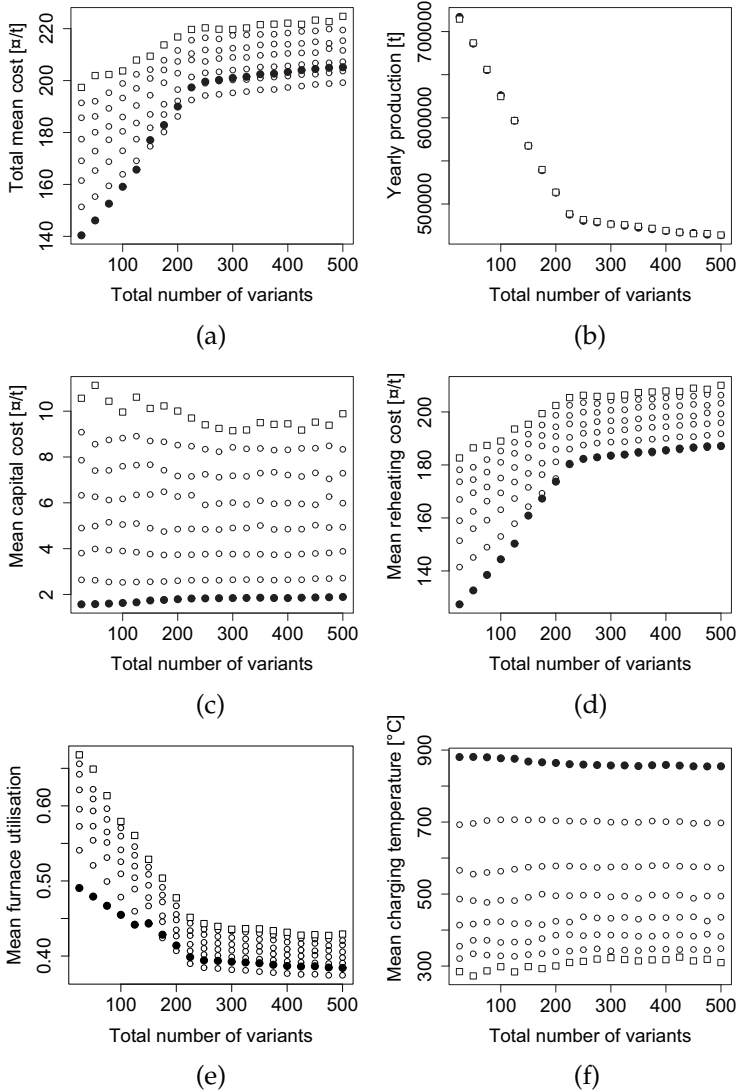 Total mean cost [¤/t]
140 160 180 200 220
100 200 300 400 500
Total number of variants
(a)
Yearly production [t]
500000 600000 700000
100 200 300 400 500
Total number of variants
(b)
Mean capital cost [¤/t]
2 4 6 8 10
100 200 300 400 500
Total number of variants
(c)
Mean reheating cost [¤/t]
140 160 180 200
100 200 300 400 500
Total number of variants
(d)
Mean furnace utilisation
0.40 0.50 0.60
100 200 300 400 500
Total number of variants
(e)
Mean charging temperature [°C]
300 500 700 900
100 200 300 400 500
Total number of variants
(f)